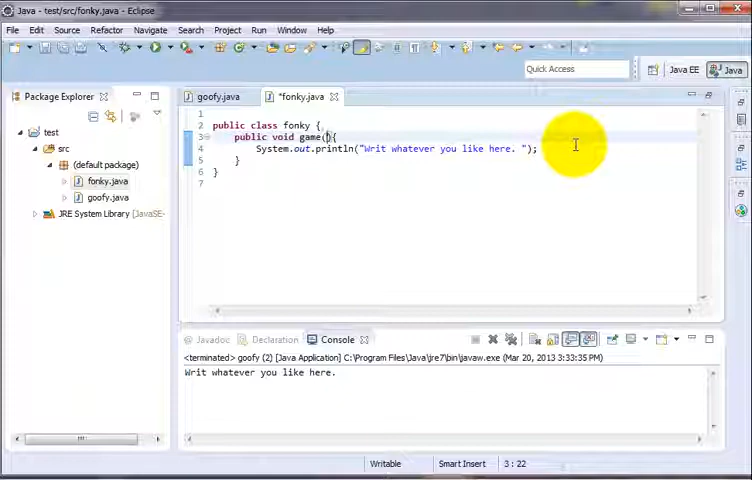 Java - test/src/fonky.java - Eclipse
File Edit Source Refactor Navigate Search Project Run Window Help
Quick Access
Java EE
Java
Package Explorer
goofy.java
*fonky.java
test
src
(default package)
fonky.java
goofy.java
JRE System Library [JavaSE-
1
2 public class fonky {
3 public void game(){
4 System.out.println("Writ whatever you like here. ");
5 }
6 }
7
@ Javadoc Declaration Console
<terminated> goofy (2) [Java Application] C:\Program Files\Java\jre7\bin\javaw.exe (Mar 20, 2013 3:33:35 PM)
Writ whatever you like here.
Writable Smart Insert 3 : 22